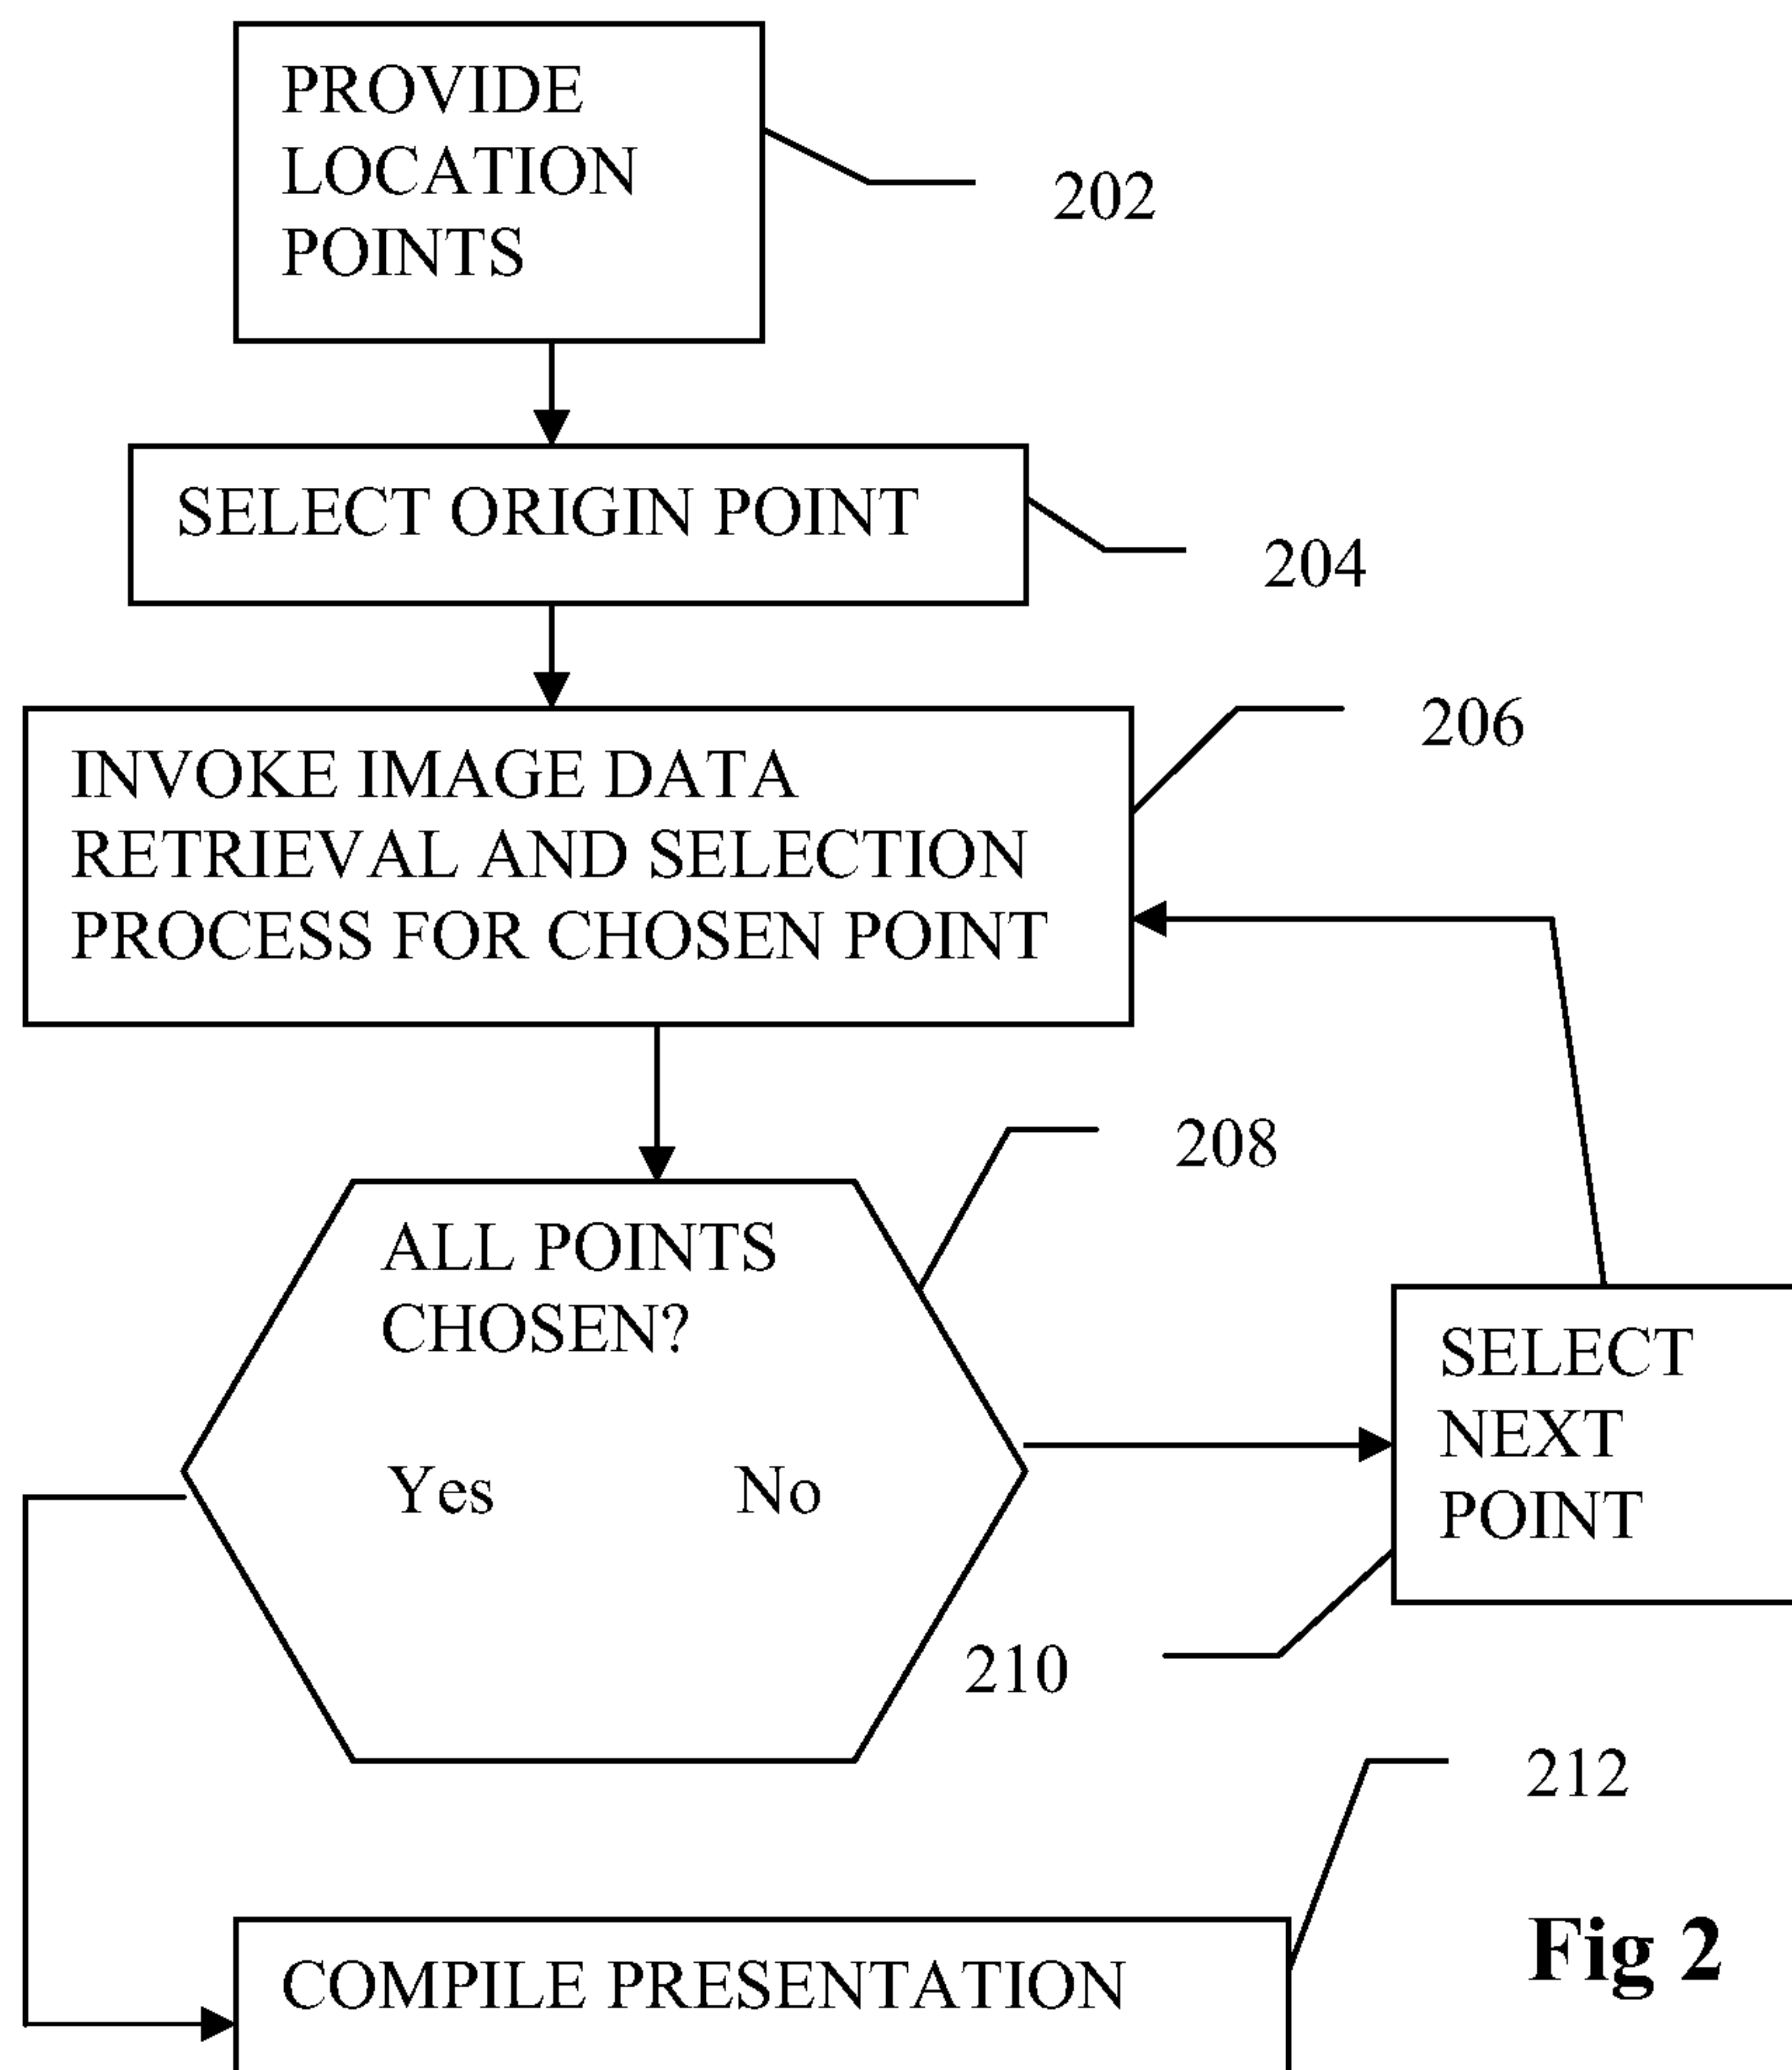 PROVIDE
LOCATION
POINTS
202
SELECT ORIGIN POINT
204
206
INVOKE IMAGE DATA
RETRIEVAL AND SELECTION
PROCESS FOR CHOSEN POINT
208
ALL POINTS
CHOSEN?
Yes No
SELECT
NEXT
POINT
210
212
COMPILE PRESENTATION
Fig 2